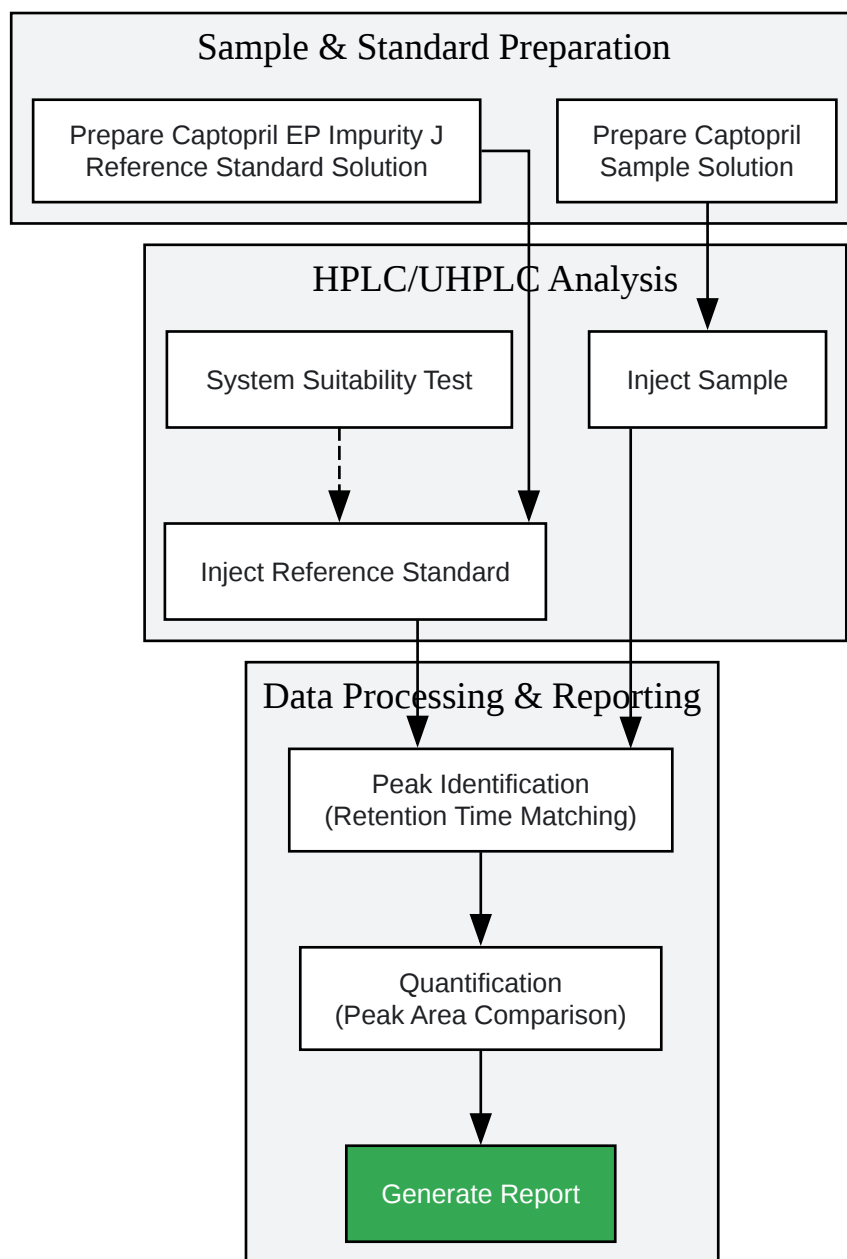 Sample & Standard Preparation
Prepare Captopril EP Impurity J
Reference Standard Solution
Prepare Captopril
Sample Solution
HPLC/UHPLC Analysis
System Suitability Test
Inject Sample
Inject Reference Standard
Data Processing & Reporting
Peak Identification
(Retention Time Matching)
Quantification
(Peak Area Comparison)
Generate Report